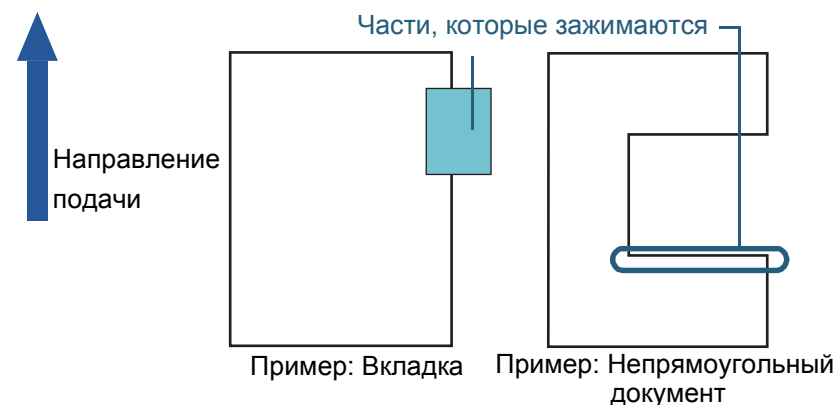 Части, которые зажимаются
Направление
подачи
Пример: Вкладка
Пример: Непрямоугольный
документ